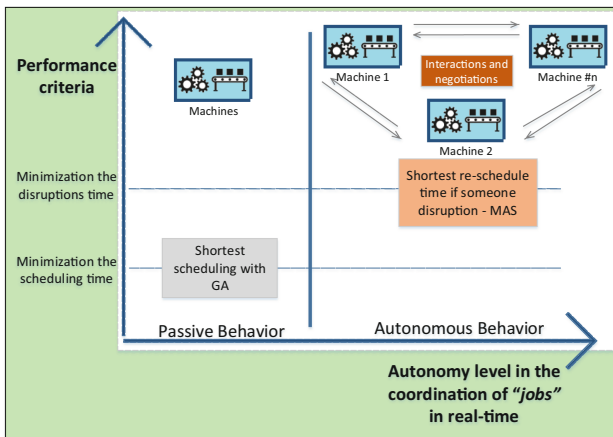 Performance
criteria
Machines
Machine 1
Interactions and
negotiations
Machine #n
Machine 2
Minimization the
disruptions time
Shortest re-schedule
time if someone
disruption - MAS
Minimization the
scheduling time
Shortest
scheduling with
GA
Passive Behavior
Autonomous Behavior
Autonomy level in the
coordination of “jobs”
in real-time